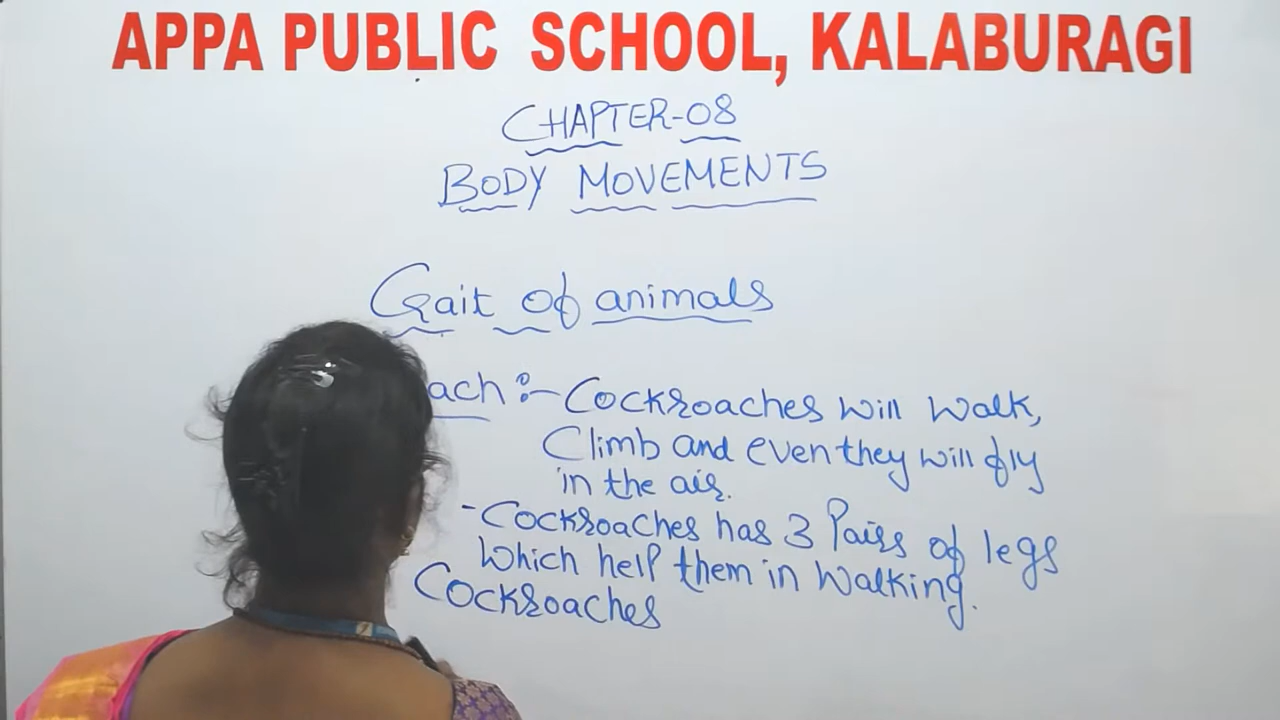 APPA PUBLIC SCHOOL, KALABURAGI
CHAPTER-08
BODY MOVEMENTS
Gait of animals
ach :- Cockroaches will walk,
Climb and even they will fly
in the air.
- Cockroaches has 3 Pairs of legs
Which help them in Walking.
Cockroaches